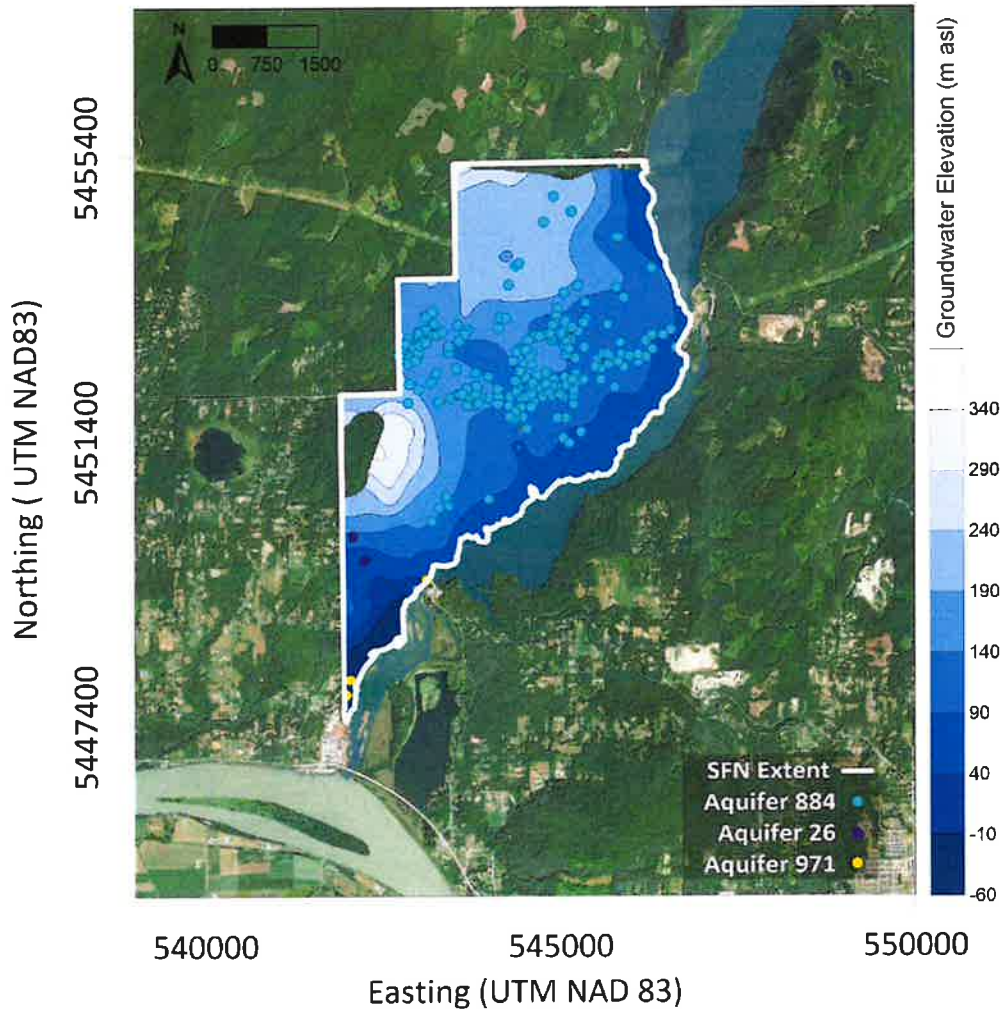 N
0 750 1500
Northing ( UTM NAD83)
5455400
5451400
5447400
Groundwater Elevation (m asl)
340
290
240
190
140
90
40
-10
-60
SFN Extent
Aquifer 884
Aquifer 26
Aquifer 971
540000 545000 550000
Easting (UTM NAD 83)